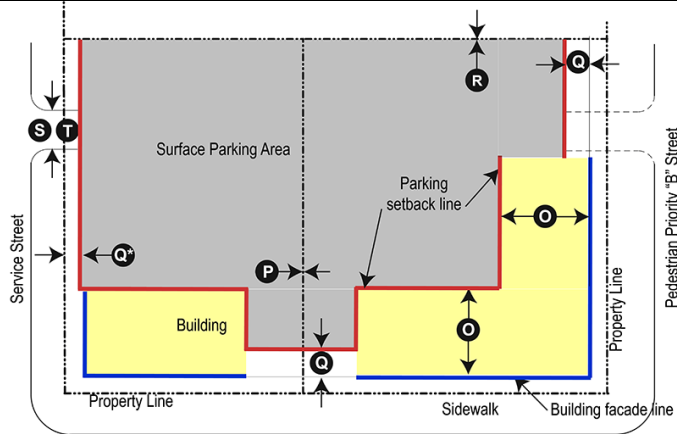 R
Q
S
T
Surface Parking Area
Parking
setback line
O
Service Street
Q*
P
Pedestrian Priority "B" Street
Property Line
Building
O
Q
Property Line
Sidewalk
Building facade line